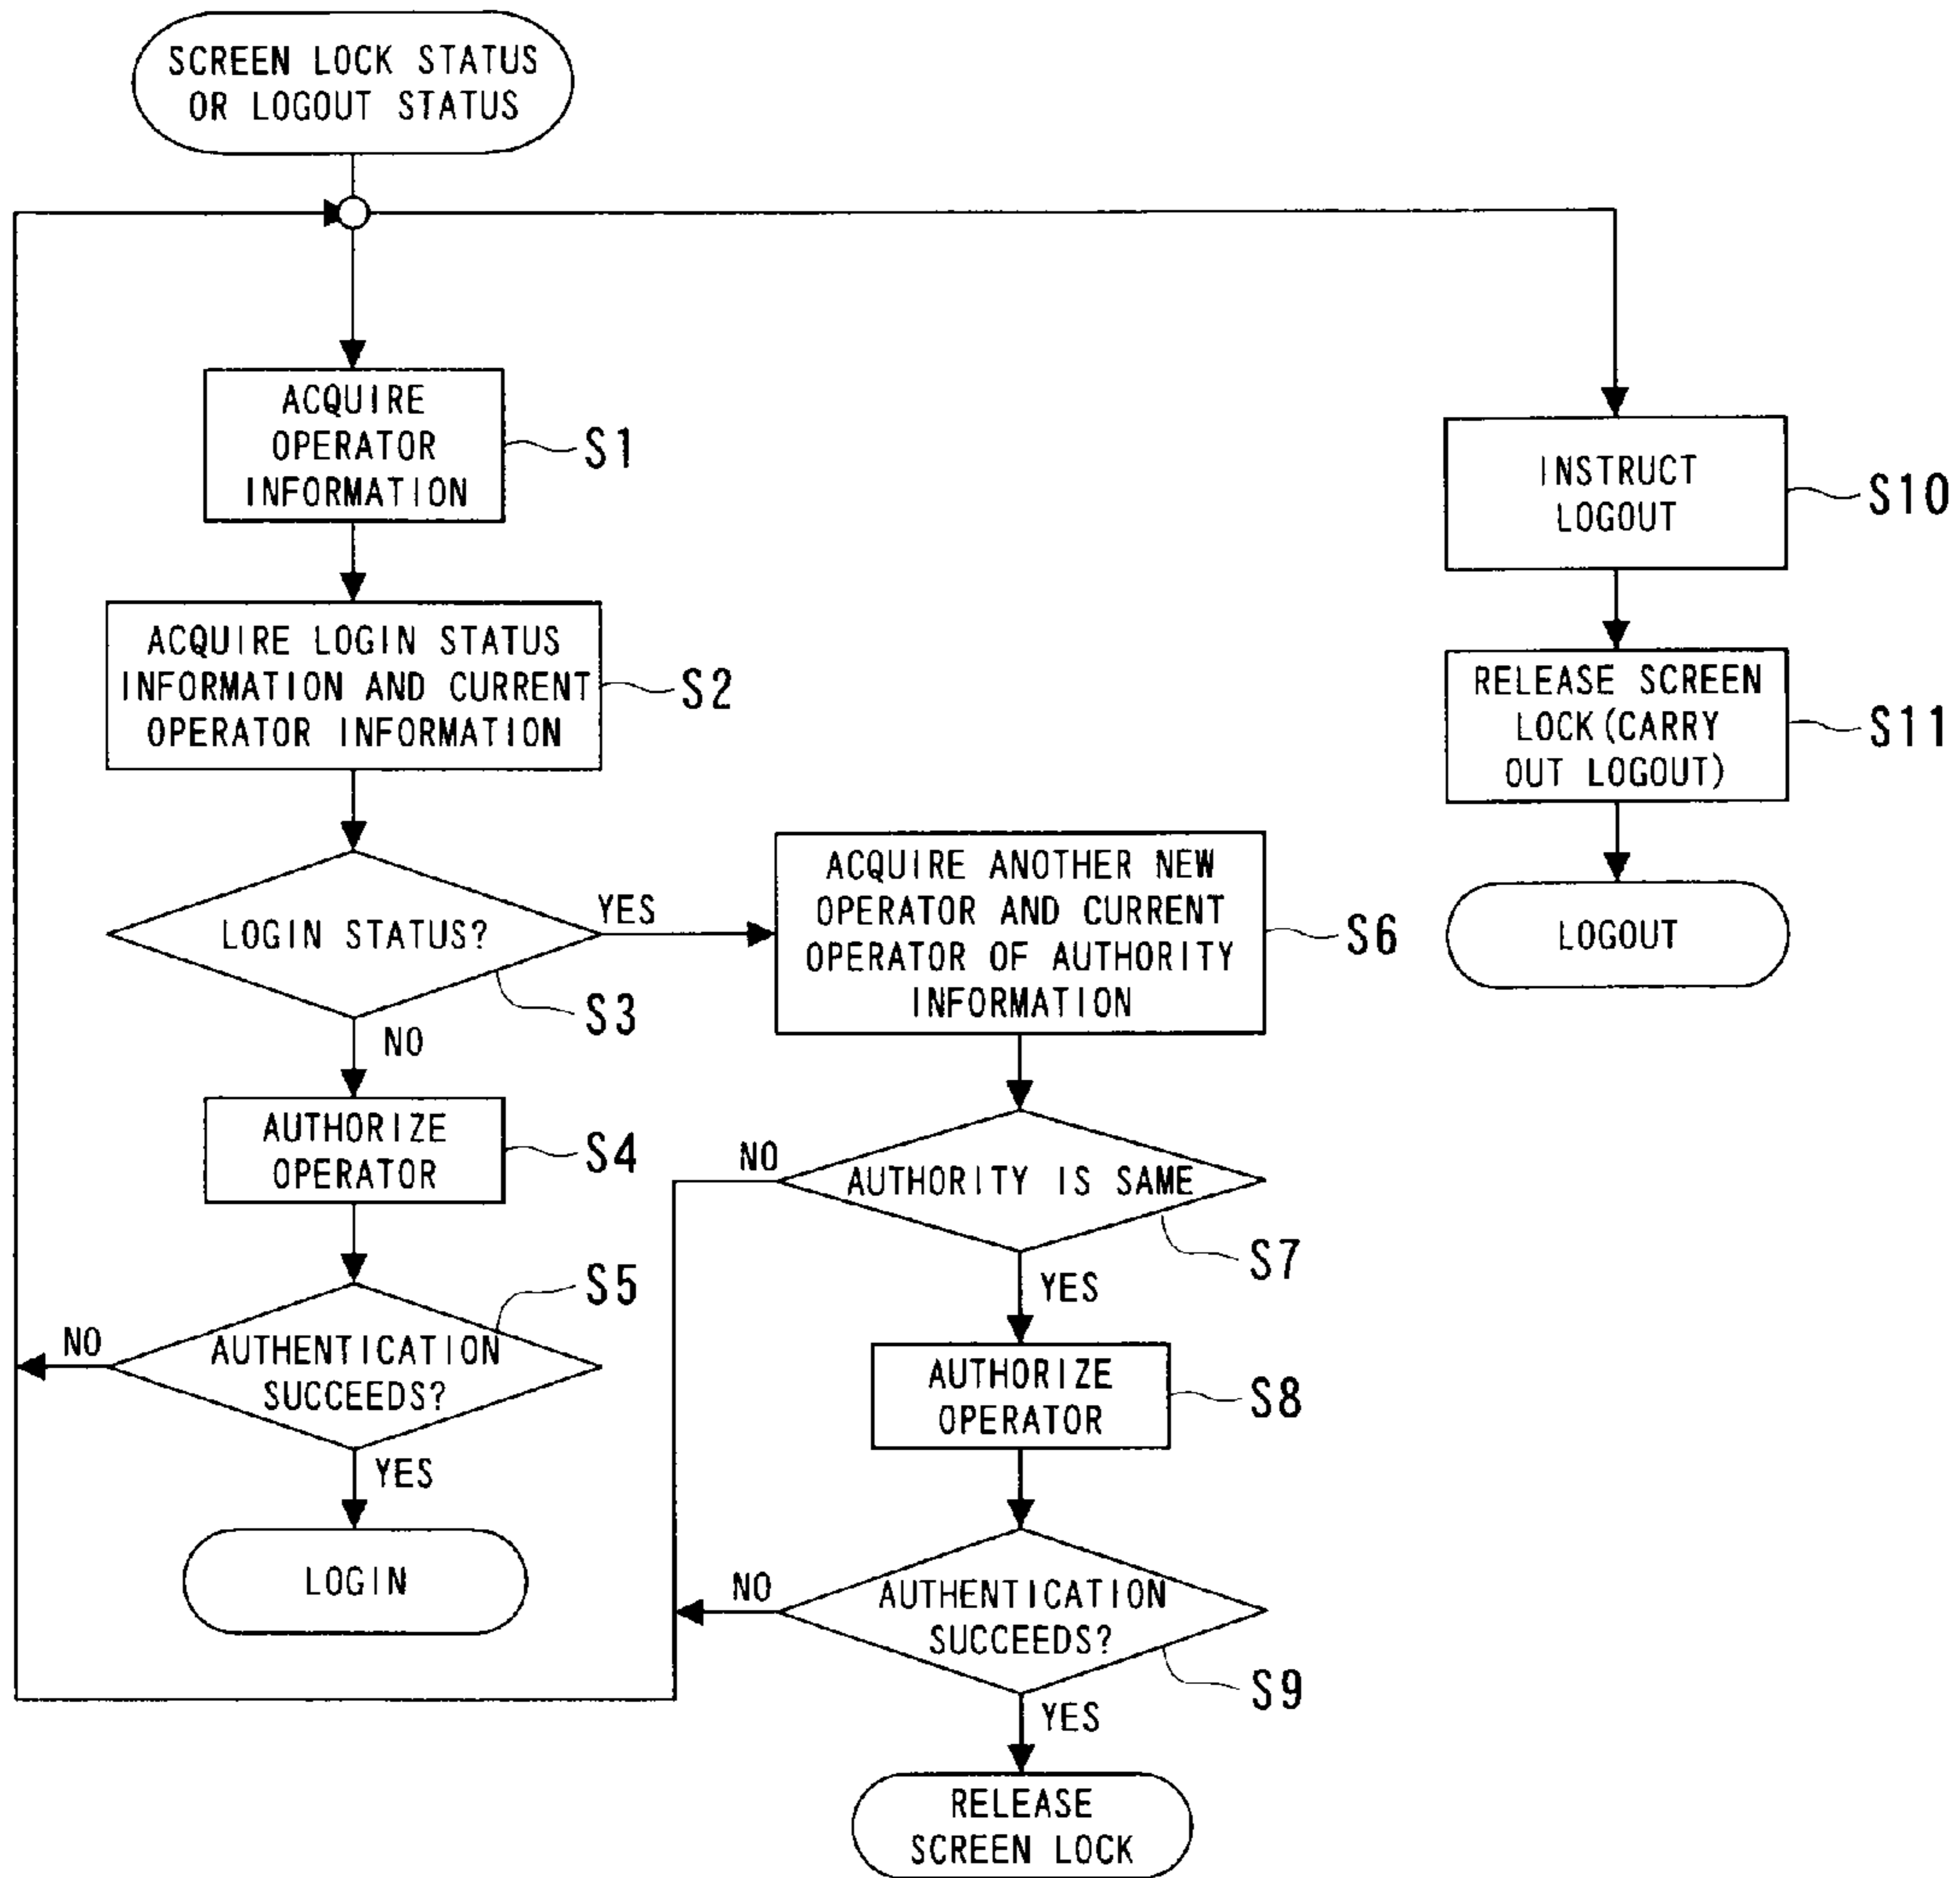 SCREEN LOCK STATUS
OR LOGOUT STATUS
ACQUIRE
OPERATOR
INFORMATION
S1
ACQUIRE LOGIN STATUS
INFORMATION AND CURRENT
OPERATOR INFORMATION
S2
LOGIN STATUS?
S3
YES
NO
AUTHORIZE
OPERATOR
S4
AUTHENTICATION
SUCCEEDS?
S5
NO
YES
LOGIN
ACQUIRE ANOTHER NEW
OPERATOR AND CURRENT
OPERATOR OF AUTHORITY
INFORMATION
S6
AUTHORITY IS SAME
S7
NO
YES
AUTHORIZE
OPERATOR
S8
AUTHENTICATION
SUCCEEDS?
S9
NO
YES
RELEASE
SCREEN LOCK
INSTRUCT
LOGOUT
S10
RELEASE SCREEN
LOCK(CARRY
OUT LOGOUT)
S11
LOGOUT